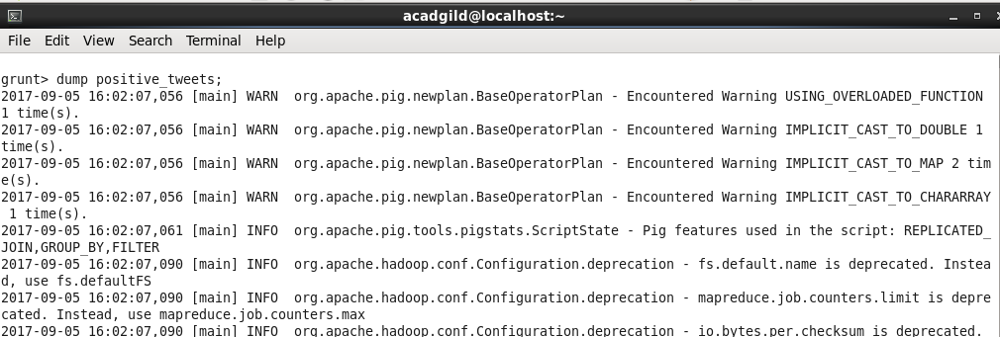 acadgild@localhost:~
File Edit View Search Terminal Help
grunt> dump positive_tweets;
2017-09-05 16:02:07,056 [main] WARN  org.apache.pig.newplan.BaseOperatorPlan - Encountered Warning USING_OVERLOADED_FUNCTION
1 time(s).
2017-09-05 16:02:07,056 [main] WARN  org.apache.pig.newplan.BaseOperatorPlan - Encountered Warning IMPLICIT_CAST_TO_DOUBLE 1
time(s).
2017-09-05 16:02:07,056 [main] WARN  org.apache.pig.newplan.BaseOperatorPlan - Encountered Warning IMPLICIT_CAST_TO_MAP 2 tim
e(s).
2017-09-05 16:02:07,056 [main] WARN  org.apache.pig.newplan.BaseOperatorPlan - Encountered Warning IMPLICIT_CAST_TO_CHARARRAY
 1 time(s).
2017-09-05 16:02:07,061 [main] INFO  org.apache.pig.tools.pigstats.ScriptState - Pig features used in the script: REPLICATED_
JOIN,GROUP_BY,FILTER
2017-09-05 16:02:07,090 [main] INFO  org.apache.hadoop.conf.Configuration.deprecation - fs.default.name is deprecated. Instea
d, use fs.defaultFS
2017-09-05 16:02:07,090 [main] INFO  org.apache.hadoop.conf.Configuration.deprecation - mapreduce.job.counters.limit is depre
cated. Instead, use mapreduce.job.counters.max
2017-09-05 16:02:07,090 [main] INFO  org.apache.hadoop.conf.Configuration.deprecation - io.bytes.per.checksum is deprecated.